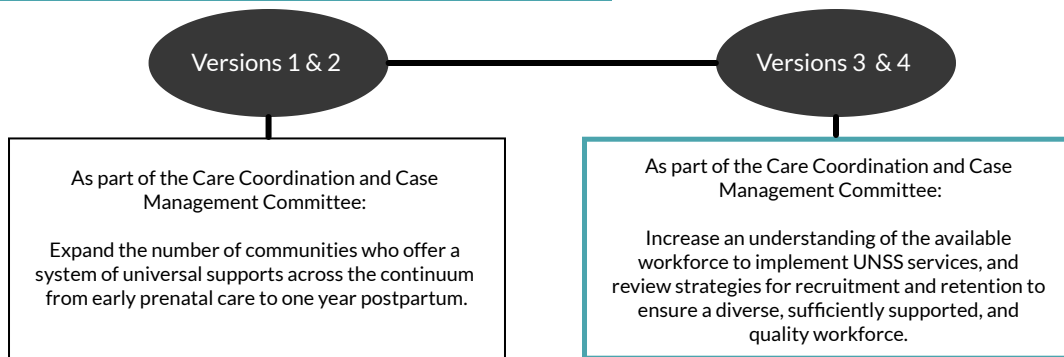 Versions 1 & 2
Versions 3 & 4
As part of the Care Coordination and Case
Management Committee:
Expand the number of communities who offer a
system of universal supports across the continuum
from early prenatal care to one year postpartum.
As part of the Care Coordination and Case
Management Committee:
Increase an understanding of the available
workforce to implement UNSS services, and
review strategies for recruitment and retention to
ensure a diverse, sufficiently supported, and
quality workforce.